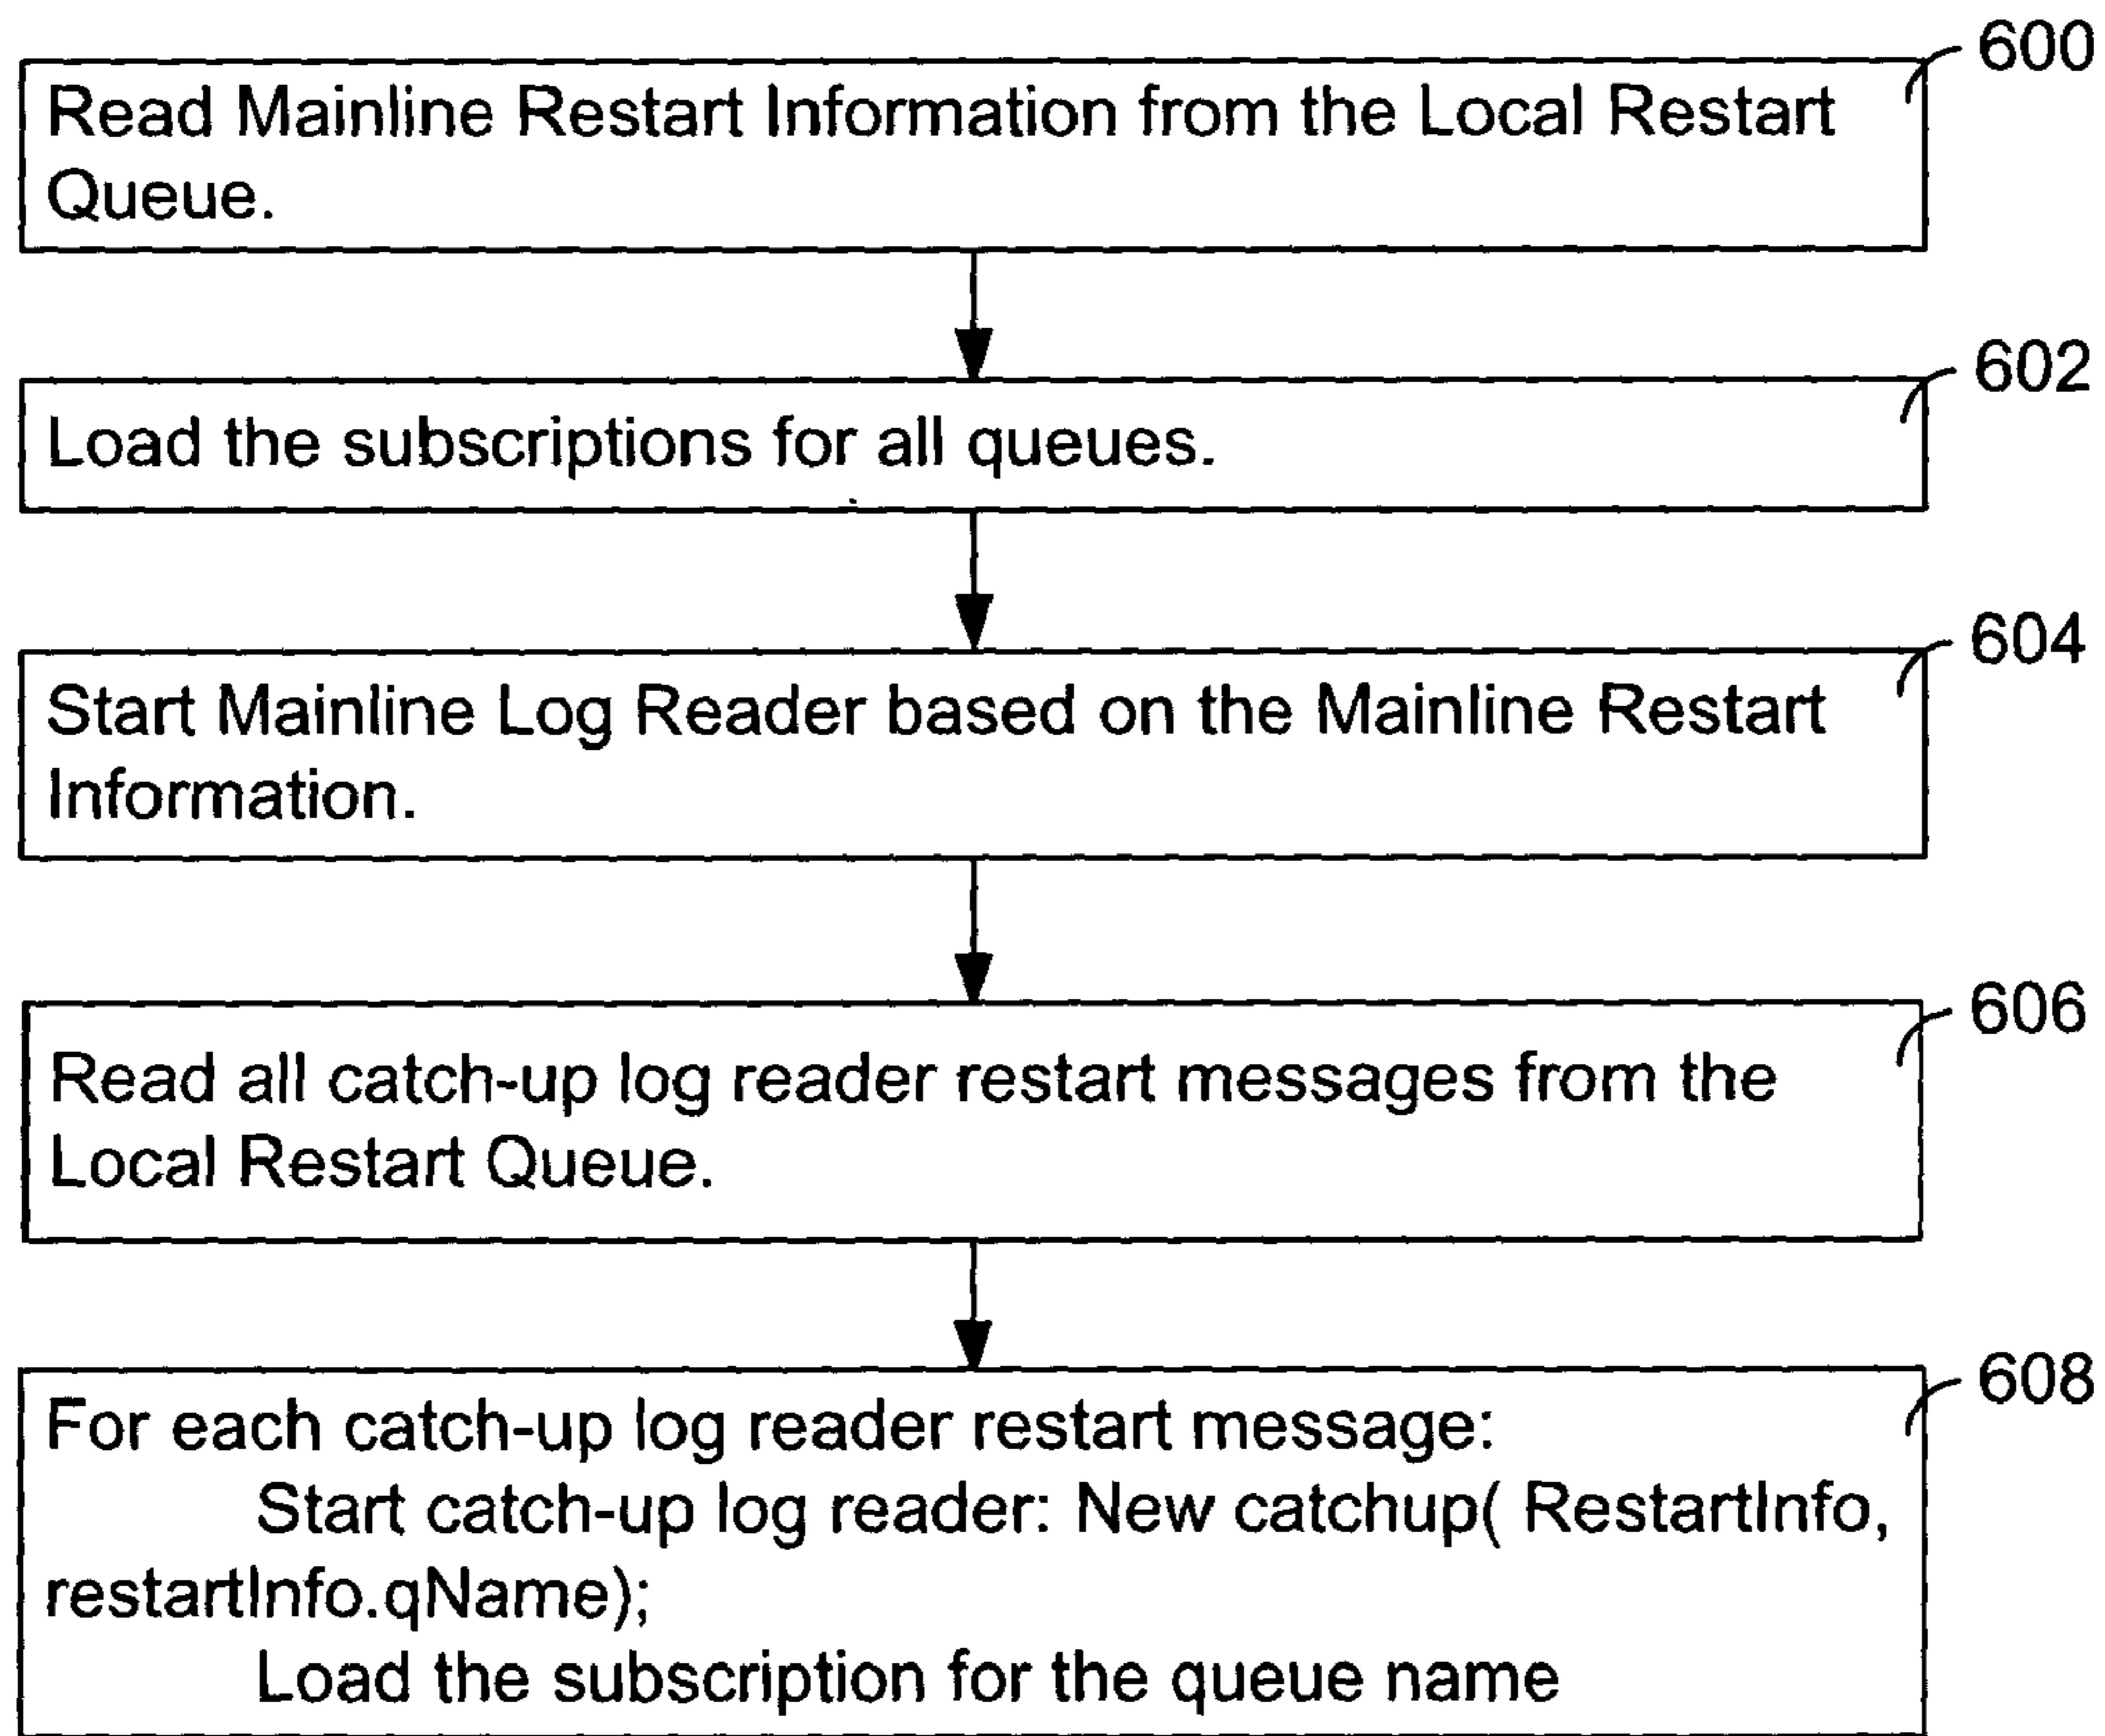 600
Read Mainline Restart Information from the Local Restart
Queue.
602
Load the subscriptions for all queues.
604
Start Mainline Log Reader based on the Mainline Restart
Information.
606
Read all catch-up log reader restart messages from the
Local Restart Queue.
608
For each catch-up log reader restart message:
Start catch-up log reader: New catchup( RestartInfo,
restartInfo.qName);
Load the subscription for the queue name